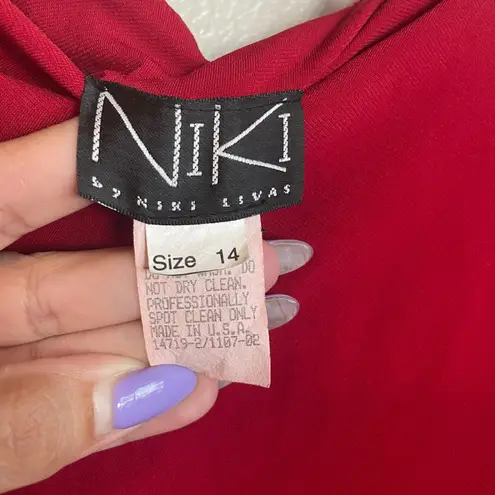 NIKI
by NIKI LIVAS
Size 14
DO NOT WASH. DO
NOT DRY CLEAN.
PROFESSIONALLY
SPOT CLEAN ONLY
MADE IN U.S.A.
14719-2/1107-02